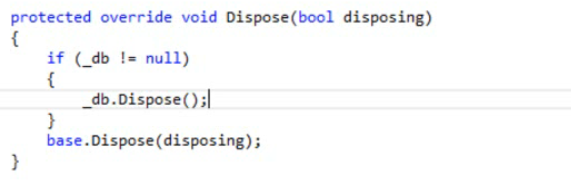 protected override void Dispose(bool disposing)
{
    if (_db != null)
    {
        _db.Dispose();
    }
    base.Dispose(disposing);
}